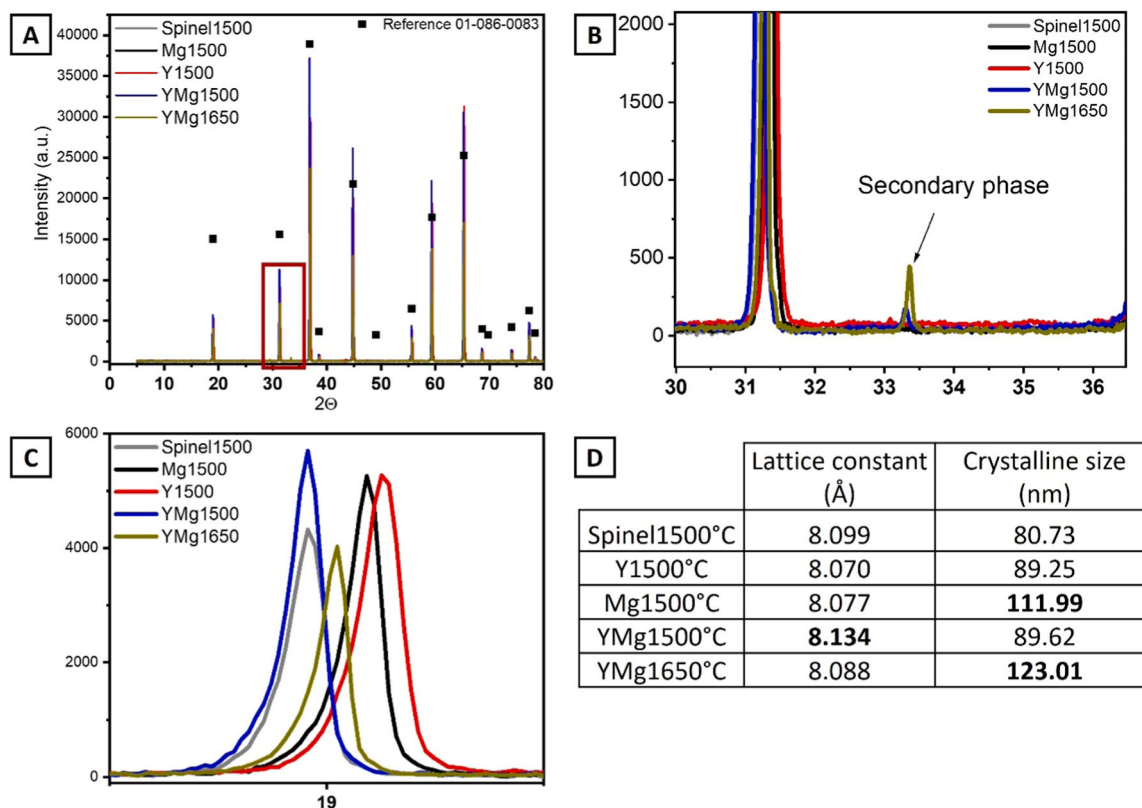 A
Spinel1500
Mg1500
Y1500
YMg1500
YMg1650
Reference 01-086-0083
Intensity (a.u.)
40000
35000
30000
25000
20000
15000
10000
5000
0
0 10 20 30 40 50 60 70 80
2Θ
B
Spinel1500
Mg1500
Y1500
YMg1500
YMg1650
Secondary phase
2000
1500
1000
500
0
30 31 32 33 34 35 36
C
Spinel1500
Mg1500
Y1500
YMg1500
YMg1650
6000
4000
2000
0
19
D
Lattice constant (Å) Crystalline size (nm)
Spinel1500°C 8.099 80.73
Y1500°C 8.070 89.25
Mg1500°C 8.077 111.99
YMg1500°C 8.134 89.62
YMg1650°C 8.088 123.01